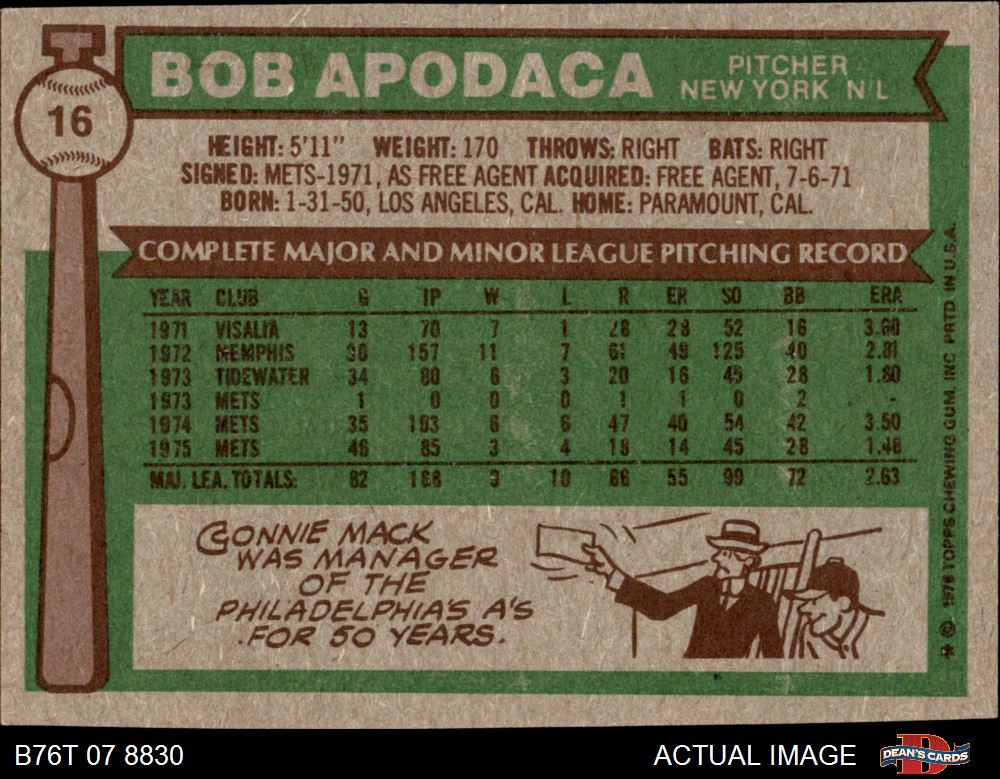 BOB APODACA
PITCHER
NEW YORK N'L
16
HEIGHT: 5'11" WEIGHT: 170 THROWS: RIGHT BATS: RIGHT
SIGNED: METS-1971, AS FREE AGENT ACQUIRED: FREE AGENT, 7-6-71
BORN: 1-31-50, LOS ANGELES, CAL. HOME: PARAMOUNT, CAL.
COMPLETE MAJOR AND MINOR LEAGUE PITCHING RECORD
YEAR CLUB G IP W L R ER SO BB ERA
1971 VISALIA 13 70 7 1 28 28 52 16 3.60
1972 MEMPHIS 30 157 11 7 61 49 125 40 2.81
1973 TIDEWATER 34 80 6 3 20 16 45 28 1.80
1973 METS 1 0 0 0 1 1 0 2 -
1974 METS 35 103 6 6 47 40 54 42 3.50
1975 METS 46 85 3 4 18 14 45 28 1.48
MAJ. LEA. TOTALS: 82 188 9 10 66 55 99 72 2.63
CONNIE MACK
WAS MANAGER
OF THE
PHILADELPHIA'S A'S
FOR 50 YEARS.
* © 1976 TOPPS CHEWING GUM, INC. PRTD. IN U.S.A.
B76T 07 8830
ACTUAL IMAGE
D
DEAN'S CARDS